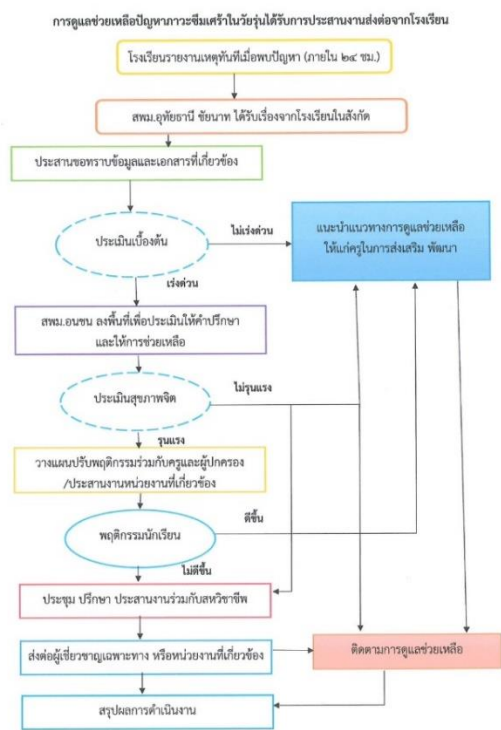 การดูแลช่วยเหลือปัญหาภาวะซึมเศร้าในวัยรุ่นได้รับการประสานงานส่งต่อจากโรงเรียน
โรงเรียนรายงานเหตุทันทีเมื่อพบปัญหา (ภายใน ๒๔ ชม.)
สพม.อุทัยธานี ชัยนาท ได้รับเรื่องจากโรงเรียนในสังกัด
ประสานขอทราบข้อมูลและเอกสารที่เกี่ยวข้อง
ประเมินเบื้องต้น
ไม่เร่งด่วน
แนะนำแนวทางการดูแลช่วยเหลือ
ให้แก่ครูในการส่งเสริม พัฒนา
เร่งด่วน
สพม.อนชน ลงพื้นที่เพื่อประเมินให้คำปรึกษา
และให้การช่วยเหลือ
ประเมินสุขภาพจิต
ไม่รุนแรง
รุนแรง
วางแผนปรับพฤติกรรมร่วมกับครูและผู้ปกครอง
/ประสานงานหน่วยงานที่เกี่ยวข้อง
พฤติกรรมนักเรียน
ดีขึ้น
ไม่ดีขึ้น
ประชุม ปรึกษา ประสานงานร่วมกับสหวิชาชีพ
ส่งต่อผู้เชี่ยวชาญเฉพาะทาง หรือหน่วยงานที่เกี่ยวข้อง
ติดตามการดูแลช่วยเหลือ
สรุปผลการดำเนินงาน